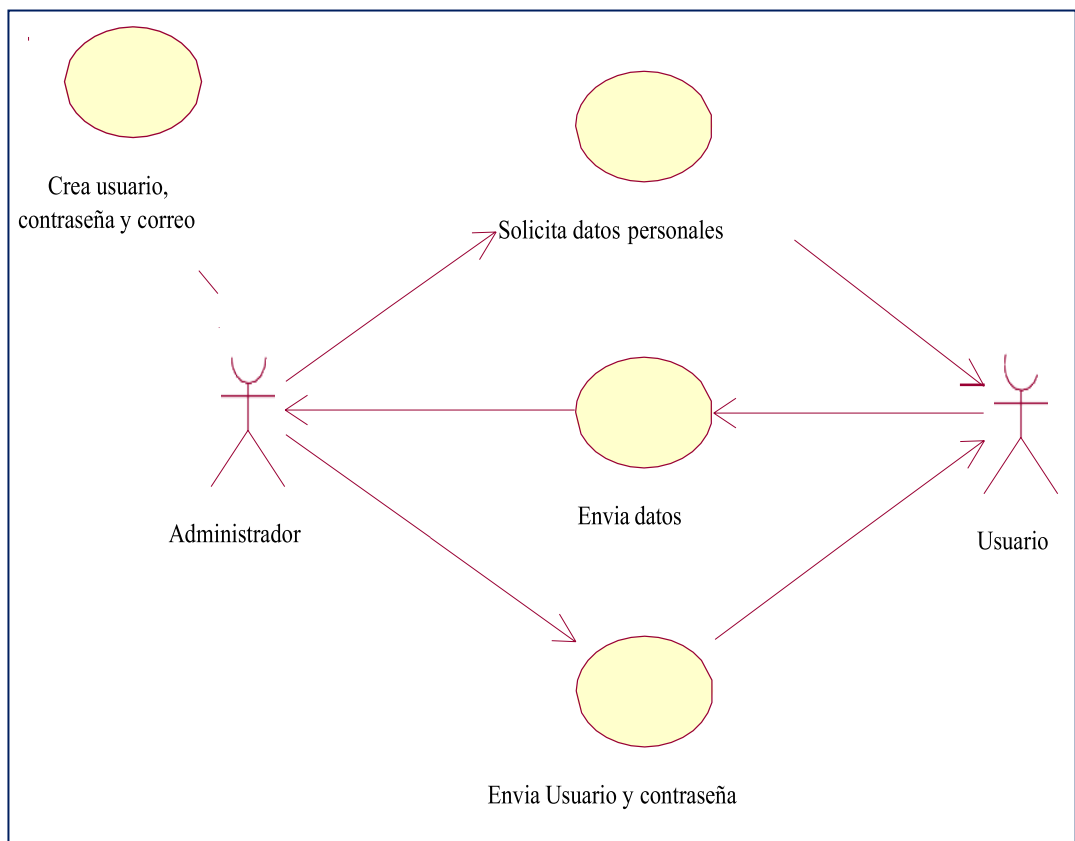 Crea usuario,
contraseña y correo
Solicita datos personales
Envia datos
Administrador
Usuario
Envia Usuario y contraseña